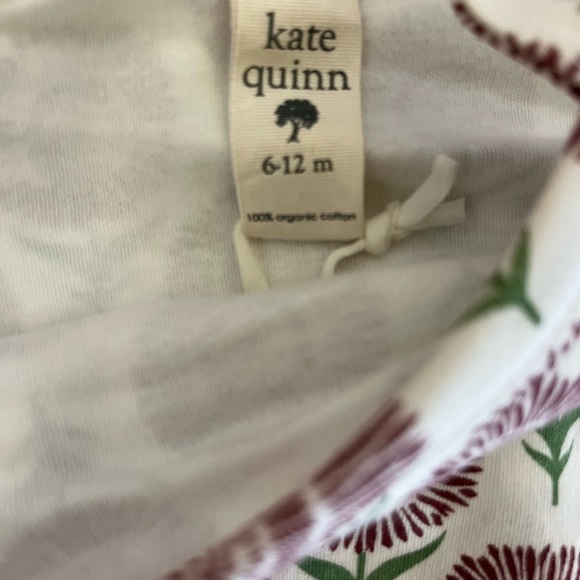 kate
quinn
6-12 m
100% organic cotton